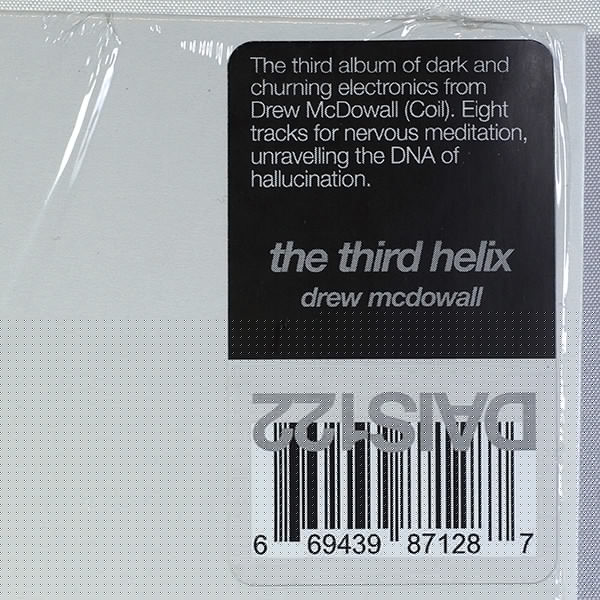 The third album of dark and
churning electronics from
Drew McDowall (Coil). Eight
tracks for nervous meditation,
unravelling the DNA of
hallucination.
the third helix
drew mcdowall
DAIS122
6 69439 87128 7